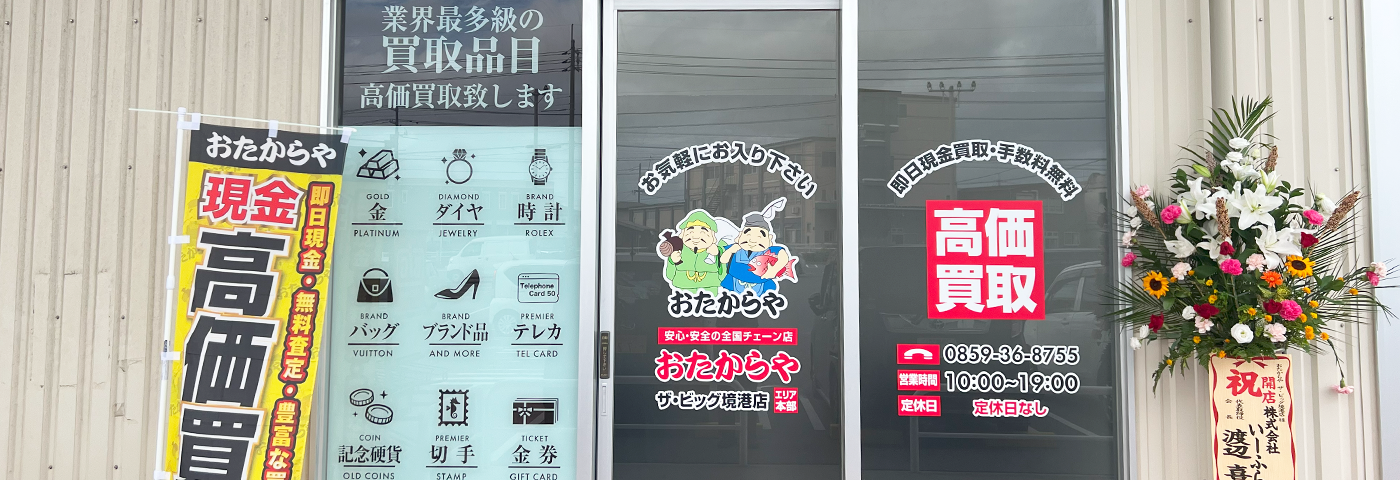 おたからや
現金
高価買
即日現金・無料査定・豊富な買
業界最多級の
買取品目
高価買取致します
GOLD
金
PLATINUM
DIAMOND
ダイヤ
JEWELRY
BRAND
時計
ROLEX
BRAND
バッグ
VUITTON
BRAND
ブランド品
AND MORE
Telephone
Card 50
PREMIER
テレカ
TEL CARD
COIN
記念硬貨
OLD COINS
PREMIER
切手
STAMP
TICKET
金券
GIFT CARD
お気軽にお入り下さい
おたからや
安心・安全の全国チェーン店
おたからや
ザ・ビッグ境港店
エリア
本部
即日現金買取・手数料無料
高価
買取
0859-36-8755
営業時間
10:00~19:00
定休日
定休日なし
祝
開店
株式会社
いーふら
渡辺喜